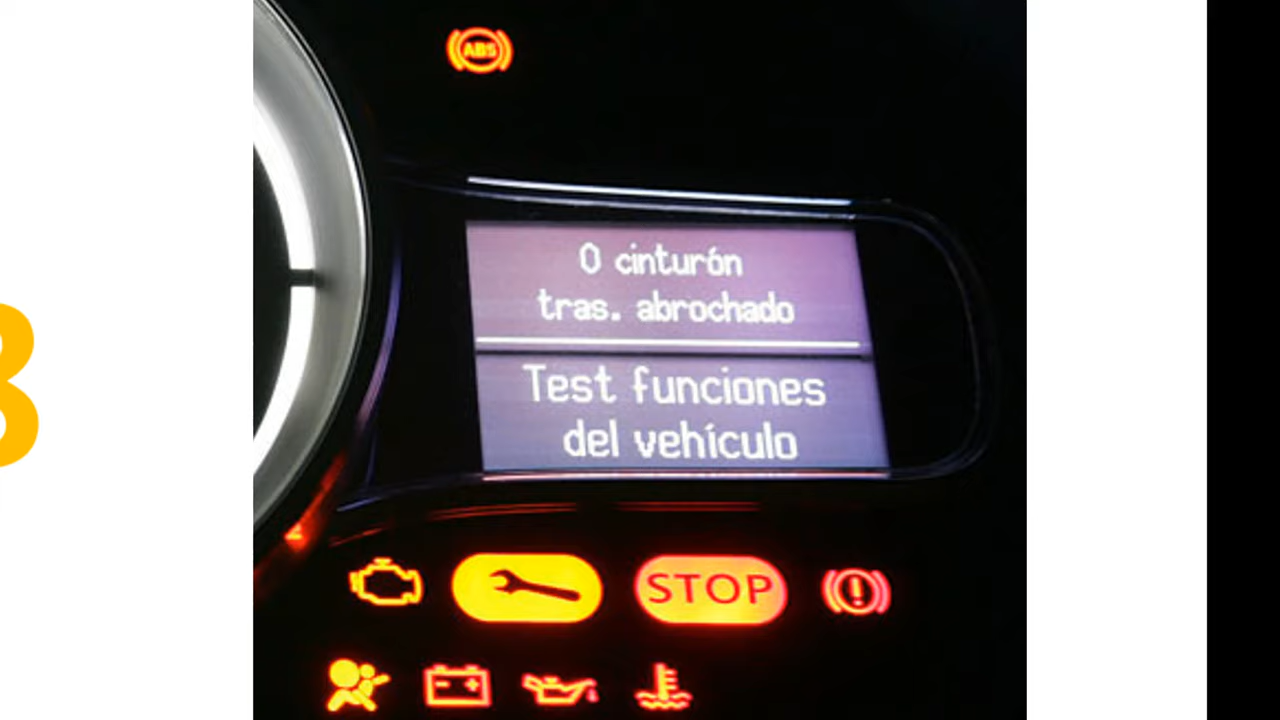 ABS
0 cinturón
tras. abrochado
Test funciones
del vehículo
STOP